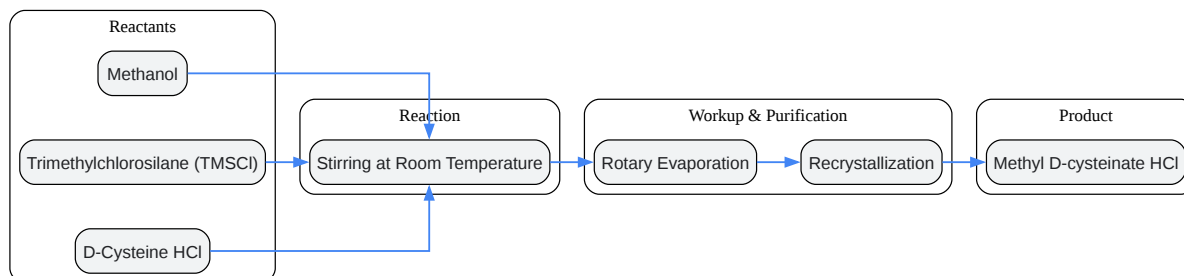 Reactants
Methanol
Trimethylchlorosilane (TMSCl)
D-Cysteine HCl
Reaction
Stirring at Room Temperature
Workup & Purification
Rotary Evaporation
Recrystallization
Product
Methyl D-cysteinate HCl